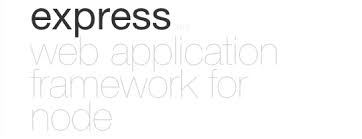 express
web application
framework for
node